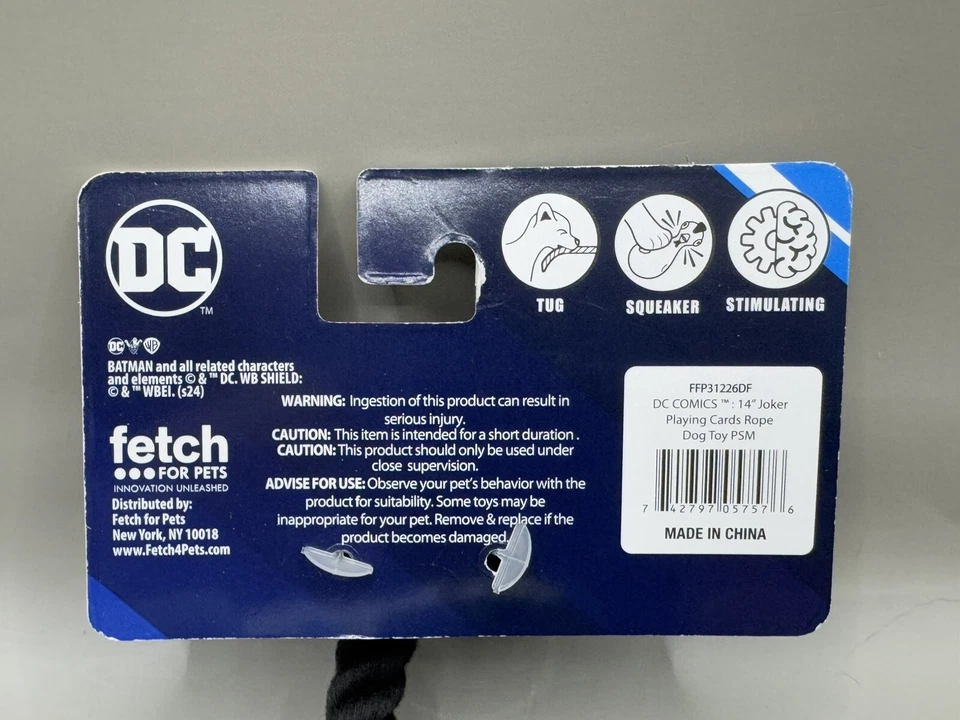 DC
TM
TUG
SQUEAKER
STIMULATING
DC WB
BATMAN and all related characters
and elements © & ™ DC. WB SHIELD:
© & ™ WBEI. (s24)
fetch
FOR PETS
INNOVATION UNLEASHED
Distributed by:
Fetch for Pets
New York, NY 10018
www.Fetch4Pets.com
WARNING: Ingestion of this product can result in
serious injury.
CAUTION: This item is intended for a short duration .
CAUTION: This product should only be used under
close supervision.
ADVISE FOR USE: Observe your pet's behavior with the
product for suitability. Some toys may be
inappropriate for your pet. Remove & replace if the
product becomes damaged.
FFP31226DF
DC COMICS ™ : 14" Joker
Playing Cards Rope
Dog Toy PSM
7 42797 05757 6
MADE IN CHINA